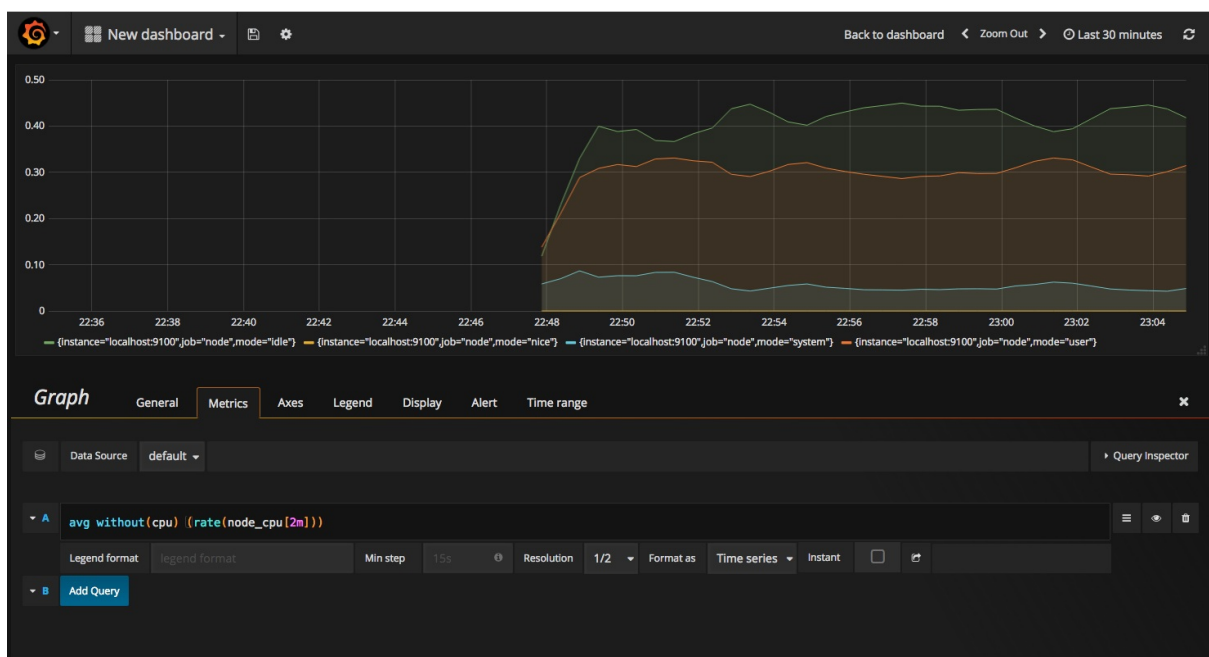 New dashboard
Back to dashboard Zoom Out Last 30 minutes
0.50
0.40
0.30
0.20
0.10
0
22:36 22:38 22:40 22:42 22:44 22:46 22:48 22:50 22:52 22:54 22:56 22:58 23:00 23:02 23:04
{instance="localhost:9100",job="node",mode="idle"} {instance="localhost:9100",job="node",mode="nice"} {instance="localhost:9100",job="node",mode="system"} {instance="localhost:9100",job="node",mode="user"}
Graph General Metrics Axes Legend Display Alert Time range
Data Source default Query Inspector
A avg without(cpu) (rate(node_cpu[2m]))
Legend format legend format Min step 15s Resolution 1/2 Format as Time series Instant
B Add Query